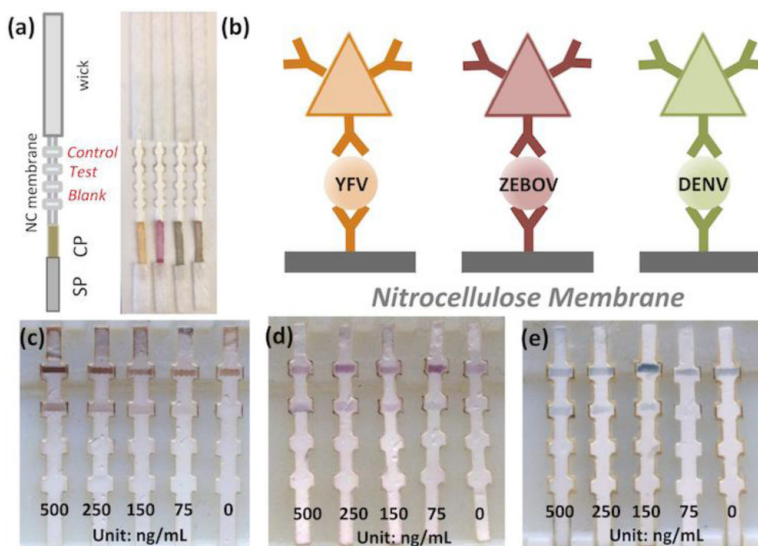 (a)
wick
NC membrane
Control
Test
Blank
CP
SP
(b)
YFV
ZEBOV
DENV
Nitrocellulose Membrane
(c)
500 250 150 75 0
Unit: ng/mL
(d)
500 250 150 75 0
Unit: ng/mL
(e)
500 250 150 75 0
Unit: ng/mL